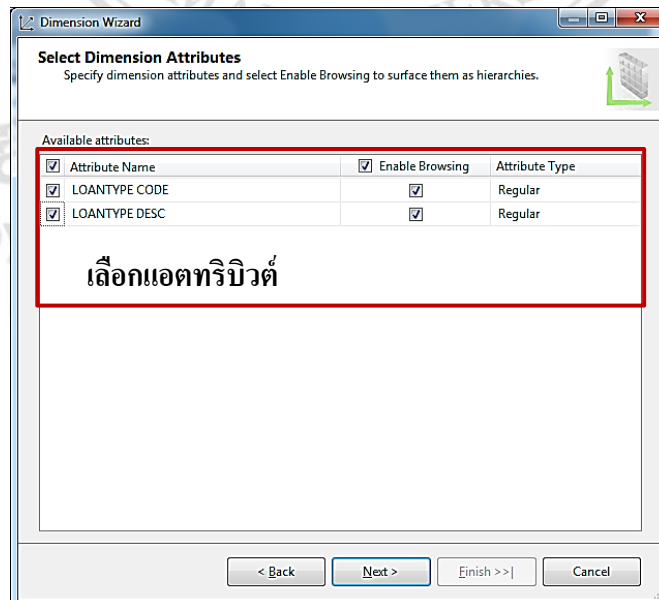 Dimension Wizard
Select Dimension Attributes
Specify dimension attributes and select Enable Browsing to surface them as hierarchies.
Available attributes:
Attribute Name Enable Browsing Attribute Type
LOANTYPE CODE Regular
LOANTYPE DESC Regular
เลือกแอตทริบิวต์
< Back Next > Finish >>| Cancel